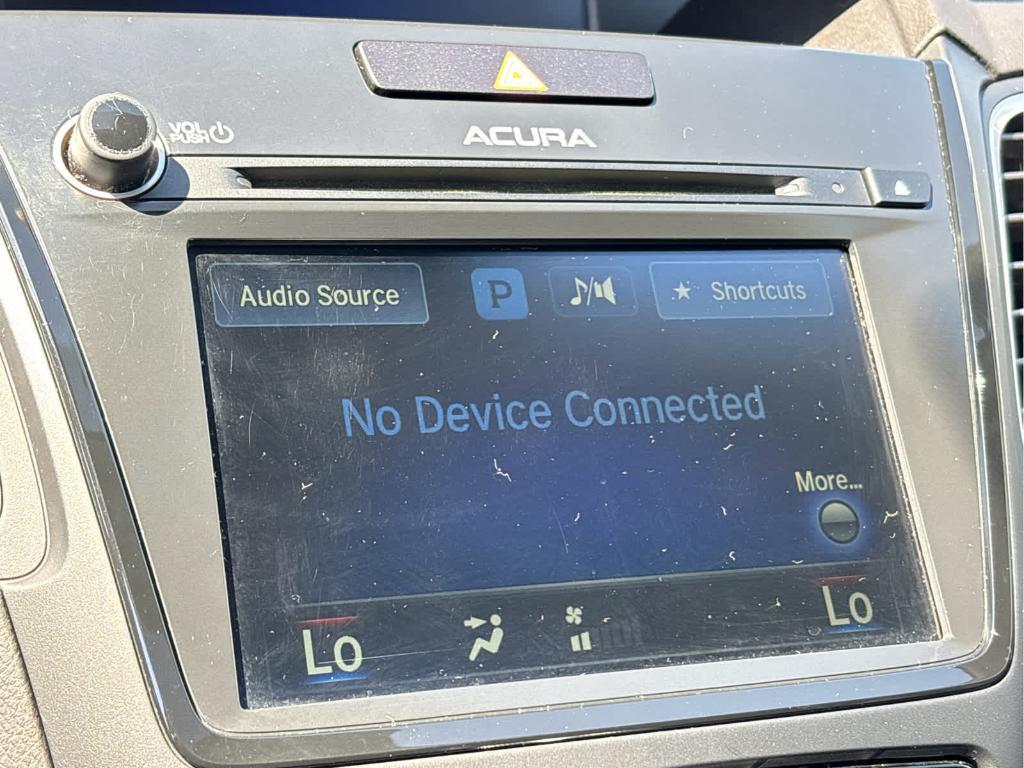 VOL
PUSH
ACURA
Audio Source
P
Shortcuts
No Device Connected
More...
Lo
Lo